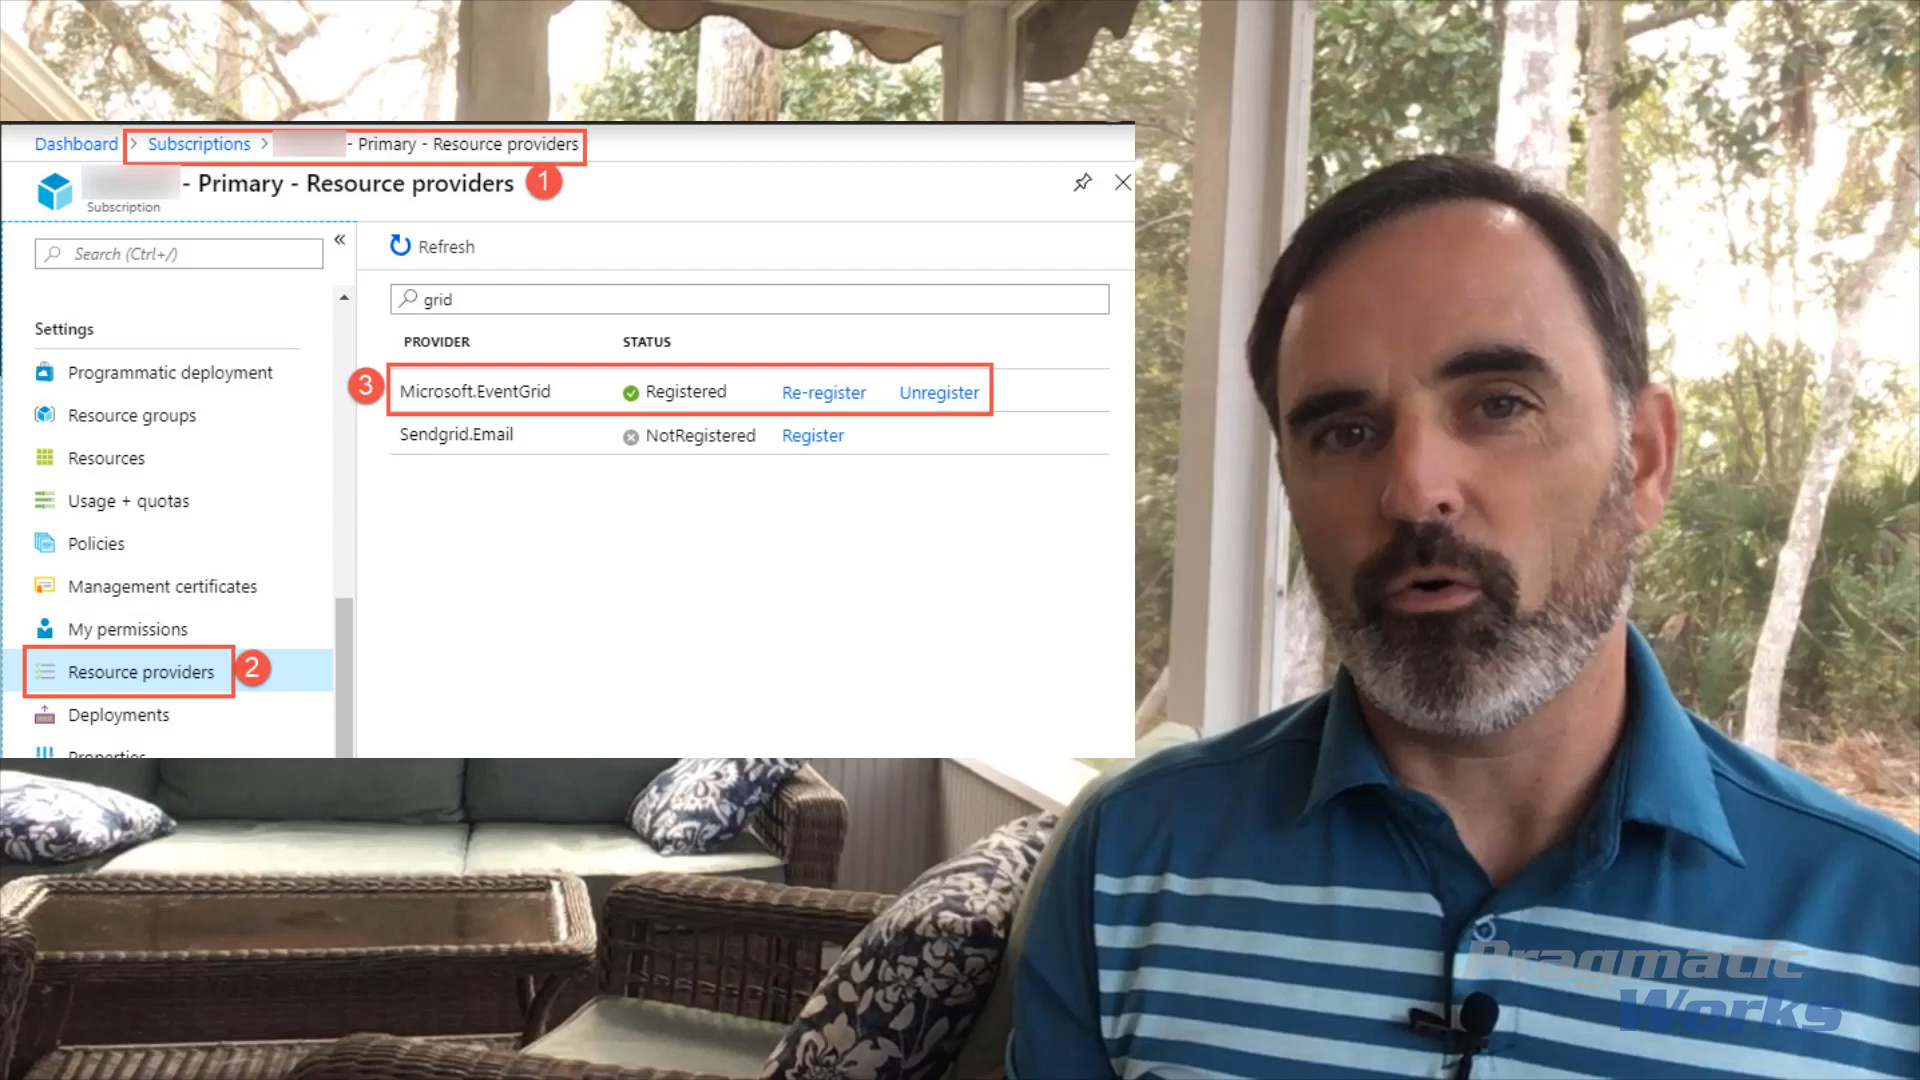 Dashboard > Subscriptions > - Primary - Resource providers
- Primary - Resource providers 1
Subscription
Search (Ctrl+/)
«
Refresh
grid
Settings
PROVIDER STATUS
Programmatic deployment
3 Microsoft.EventGrid Registered Re-register Unregister
Resource groups
Sendgrid.Email NotRegistered Register
Resources
Usage + quotas
Policies
Management certificates
My permissions
Resource providers 2
Deployments
Properties
Pragmatic
Works